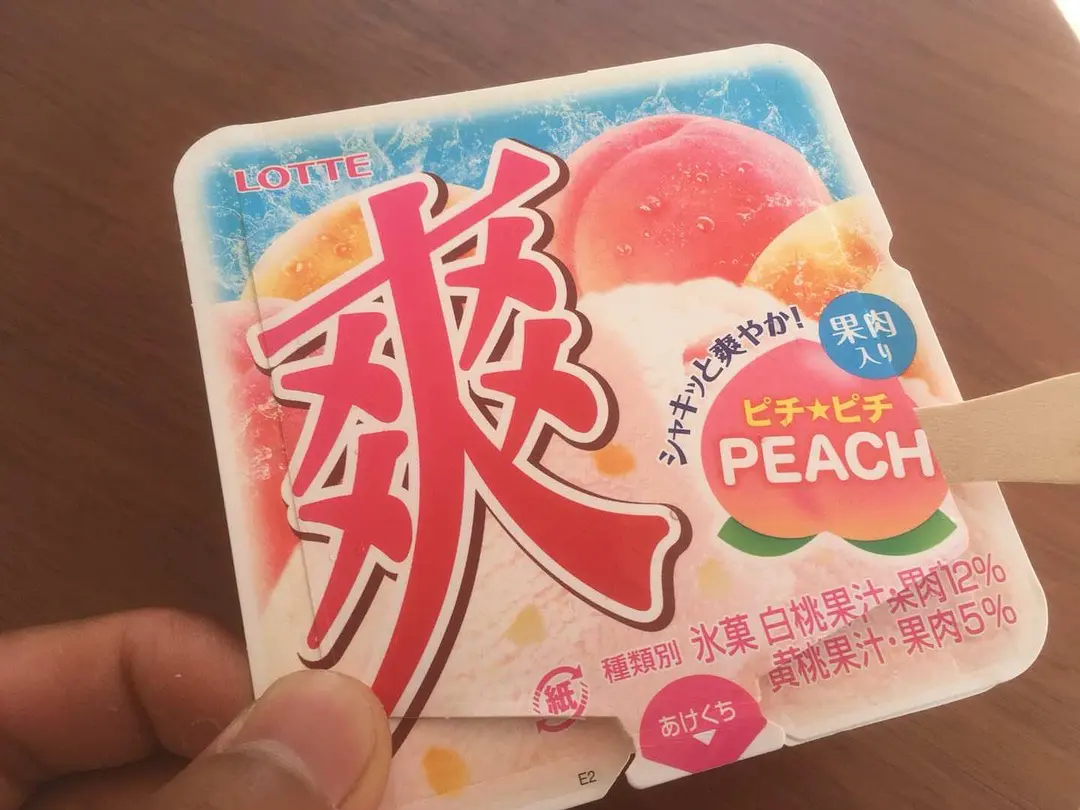 LOTTE
爽
シャキッと爽やか!
果肉
入り
ピチ★ピチ
PEACH
種類別 氷菓 白桃果汁・果肉12%
黄桃果汁・果肉5%
紙
あけくち
E2